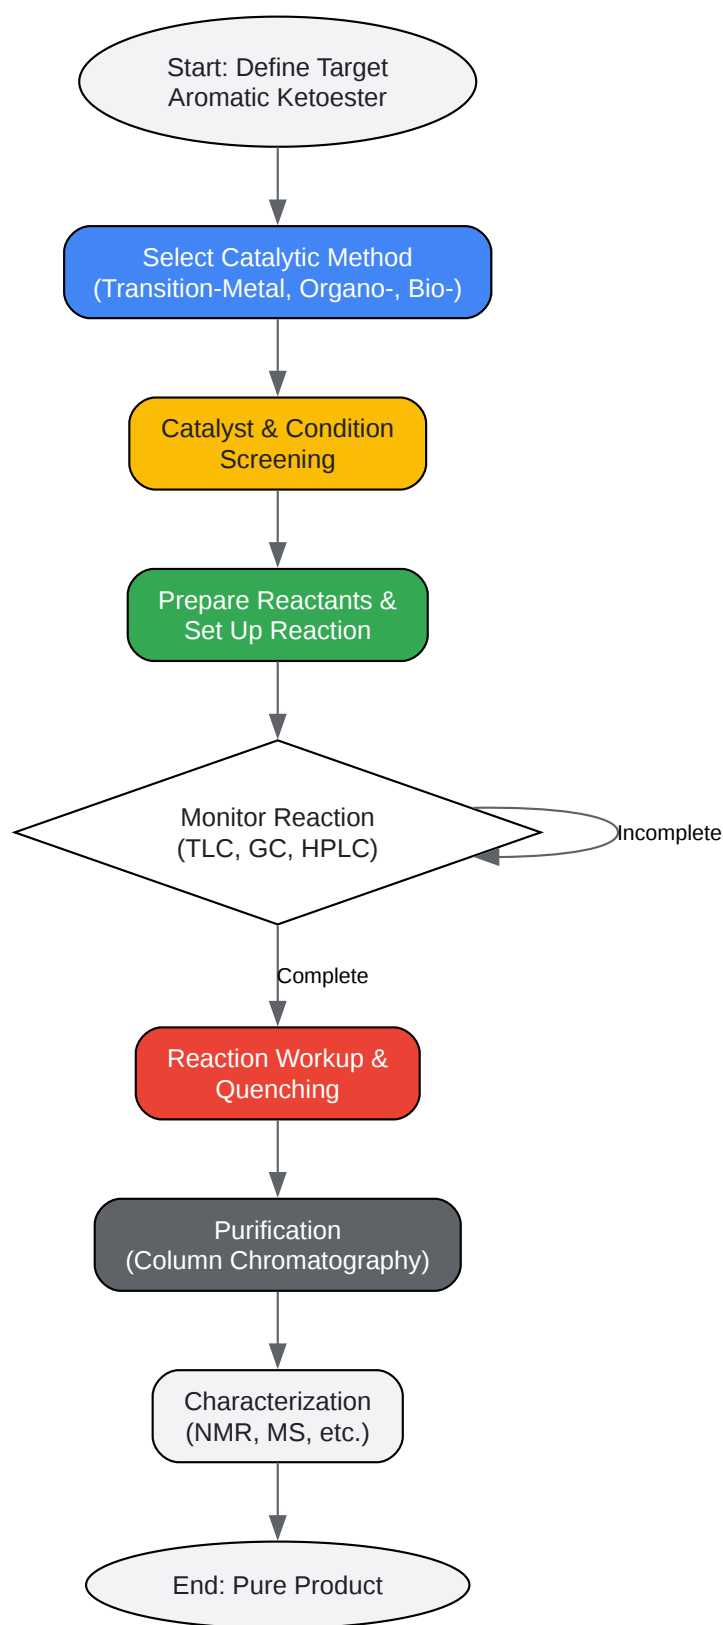 Start: Define Target
Aromatic Ketoester
Select Catalytic Method
(Transition-Metal, Organo-, Bio-)
Catalyst & Condition
Screening
Prepare Reactants &
Set Up Reaction
Monitor Reaction
(TLC, GC, HPLC)
Incomplete
Complete
Reaction Workup &
Quenching
Purification
(Column Chromatography)
Characterization
(NMR, MS, etc.)
End: Pure Product